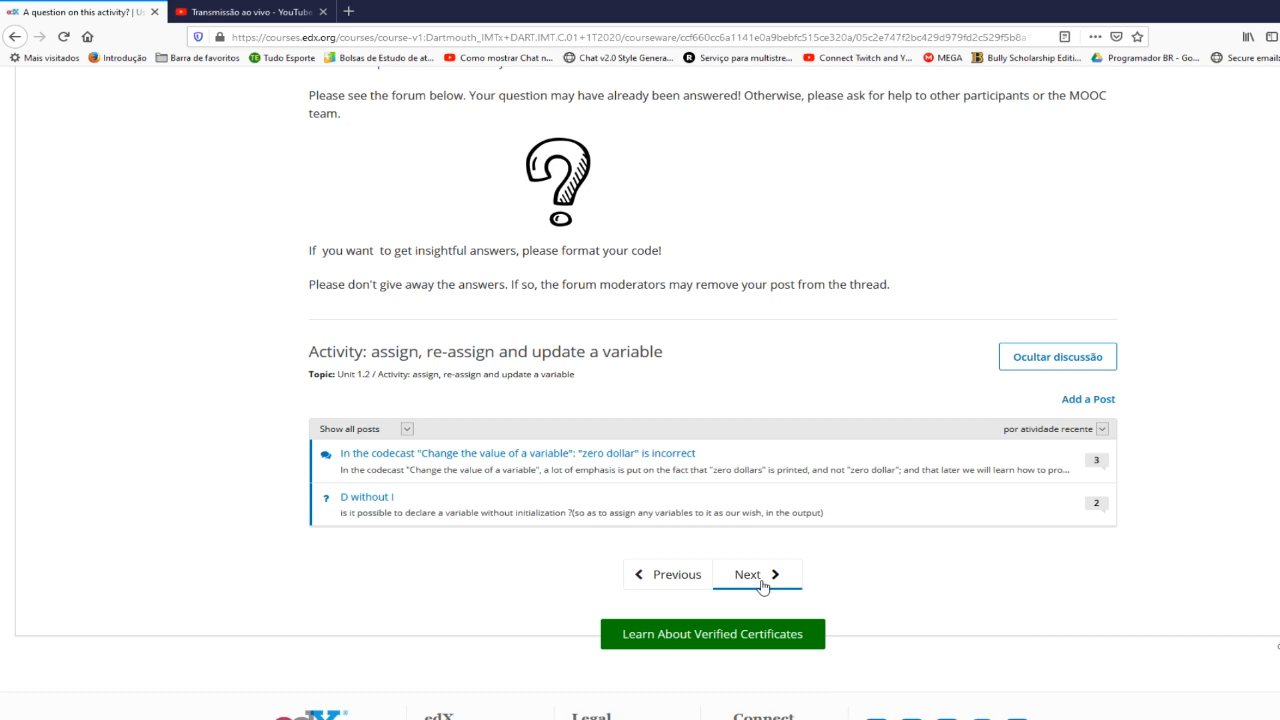 edX A question on this activity? | Us
Transmissão ao vivo - YouTube
https://courses.edx.org/courses/course-v1:Dartmouth_IMTx+DART.IMT.C.01+1T2020/courseware/ccf660cc6a1141e0a9bebfc515ce320a/05c2e747f2bc429d979fd2c529f5b8a
Mais visitados Introdução Barra de favoritos TE Tudo Esporte Bolsas de Estudo de at... Como mostrar Chat n... Chat v2.0 Style Genera... Serviço para multistre... Connect Twitch and Y... MEGA Bully Scholarship Editi... Programador BR - Go... Secure email:
Please see the forum below. Your question may have already been answered! Otherwise, please ask for help to other participants or the MOOC
team.
If you want to get insightful answers, please format your code!
Please don't give away the answers. If so, the forum moderators may remove your post from the thread.
Activity: assign, re-assign and update a variable
Ocultar discussão
Topic: Unit 1.2 / Activity: assign, re-assign and update a variable
Add a Post
Show all posts
por atividade recente
In the codecast "Change the value of a variable": "zero dollar" is incorrect
In the codecast "Change the value of a variable", a lot of emphasis is put on the fact that "zero dollars" is printed, and not "zero dollar"; and that later we will learn how to pro...
3
? D without I
is it possible to declare a variable without initialization ?(so as to assign any variables to it as our wish, in the output)
2
Previous
Next
Learn About Verified Certificates
edX
edX
Legal
Connect